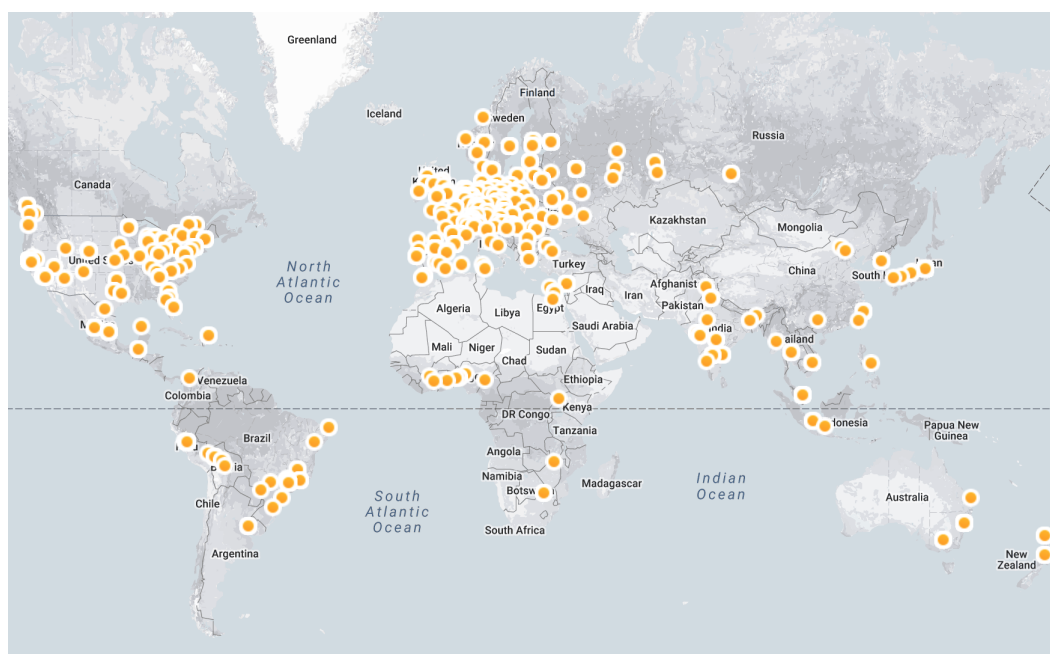 Greenland
Iceland
Finland
weden
Russia
United
Canada
Kazakhstan
Mongolia
North
Atlantic
Ocean
United S
Turkey
China
South
Afghanist
Iraq
Iran
Algeria
Libya
Egypt
Pakistan
Saudi Arabia
India
ailand
Mali
Niger
Chad
Sudan
Venezuela
Colombia
Ethiopia
DR Congo
Kenya
donesia
Papua New
Guinea
Brazil
Tanzania
Angola
Namibia
Botsw
Madagascar
Indian
Ocean
Chile
South
Atlantic
Ocean
Australia
South Africa
Argentina
New
Zealand